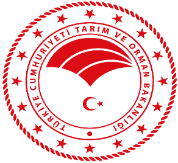 TÜRKİYE CUMHURİYETİ TARIM VE ORMAN BAKANLIĞI